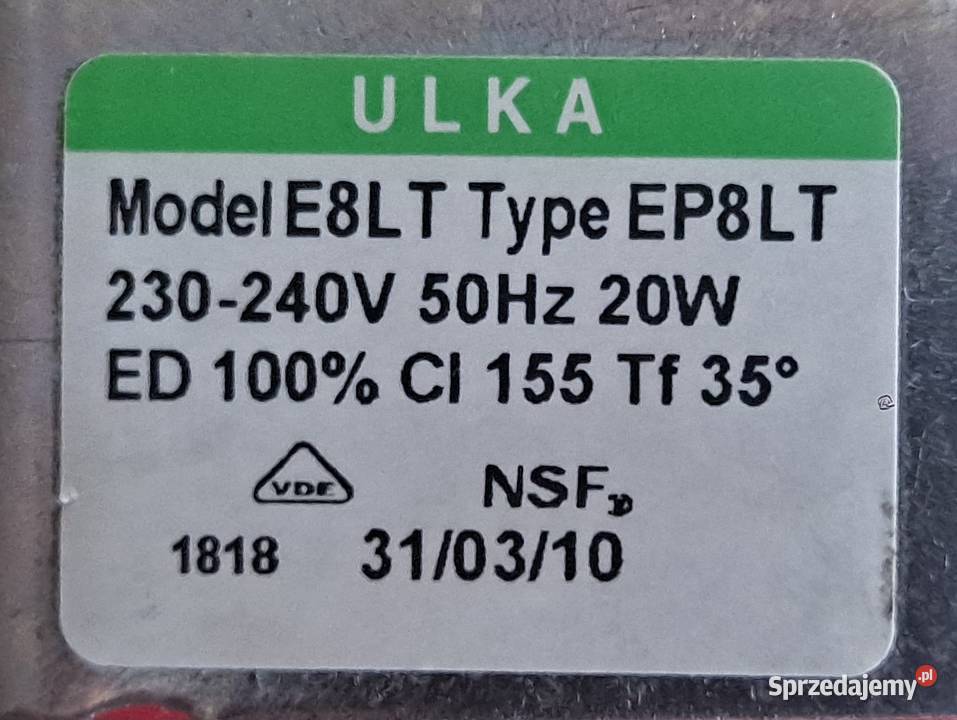 ULKA
Model E8LT Type EP8LT
230-240V 50Hz 20W
ED 100% Cl 155 Tf 35°
VDE NSF
1818 31/03/10
Sprzedajemy.pl